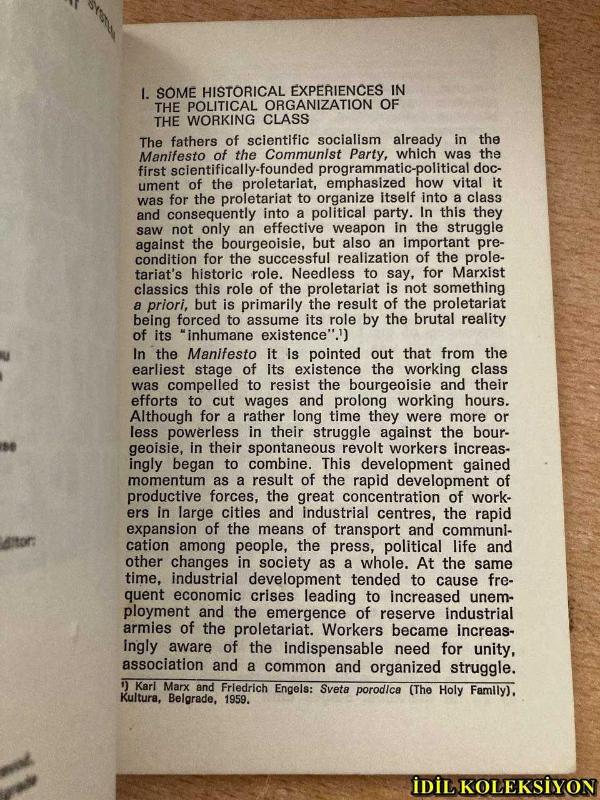 SYSTEM
I. SOME HISTORICAL EXPERIENCES IN
THE POLITICAL ORGANIZATION OF
THE WORKING CLASS
The fathers of scientific socialism already in the
Manifesto of the Communist Party, which was the
first scientifically-founded programmatic-political doc-
ument of the proletariat, emphasized how vital it
was for the proletariat to organize itself into a class
and consequently into a political party. In this they
saw not only an effective weapon in the struggle
against the bourgeoisie, but also an important pre-
condition for the successful realization of the prole-
tariat's historic role. Needless to say, for Marxist
classics this role of the proletariat is not something
a priori, but is primarily the result of the proletariat
being forced to assume its role by the brutal reality
of its "inhumane existence".¹)
In the Manifesto it is pointed out that from the
earliest stage of its existence the working class
was compelled to resist the bourgeoisie and their
efforts to cut wages and prolong working hours.
Although for a rather long time they were more or
less powerless in their struggle against the bour-
geoisie, in their spontaneous revolt workers increas-
ingly began to combine. This development gained
momentum as a result of the rapid development of
productive forces, the great concentration of work-
ers in large cities and industrial centres, the rapid
expansion of the means of transport and communi-
cation among people, the press, political life and
other changes in society as a whole. At the same
time, industrial development tended to cause fre-
quent economic crises leading to increased unem-
ployment and the emergence of reserve industrial
armies of the proletariat. Workers became increas-
ingly aware of the indispensable need for unity,
association and a common and organized struggle.
¹) Karl Marx and Friedrich Engels: Sveta porodica (The Holy Family),
Kultura, Belgrade, 1959.
İDİL KOLEKSİYON